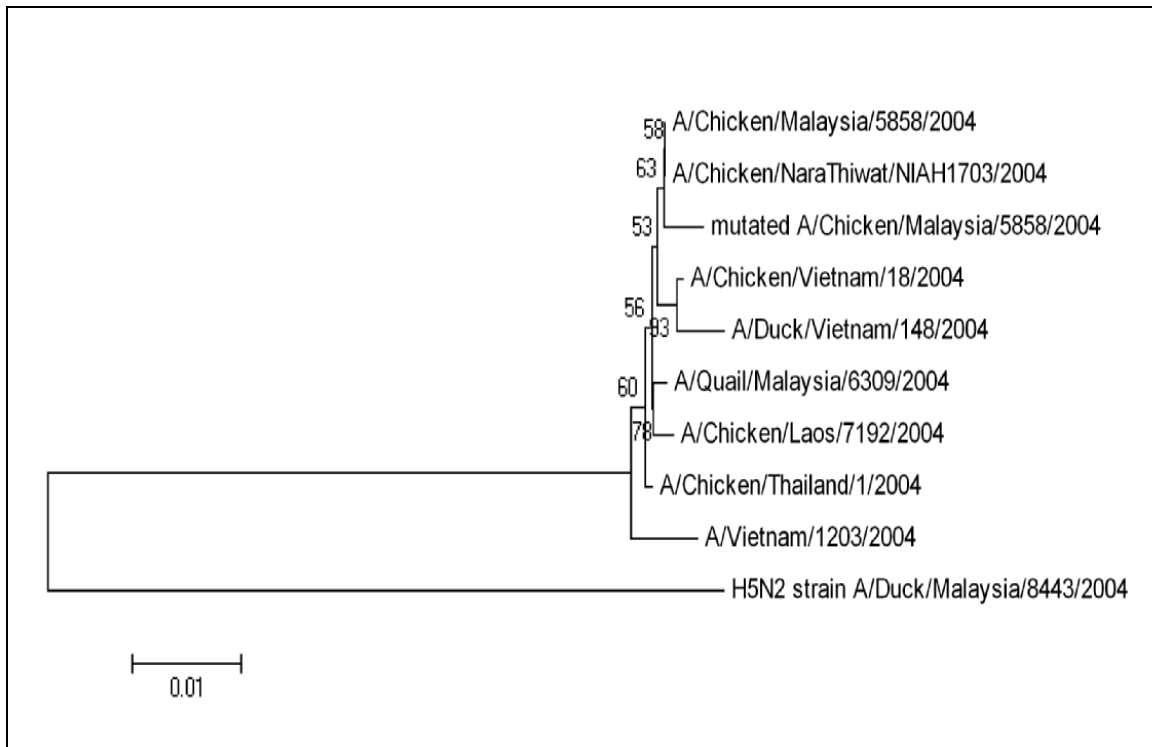 58 A/Chicken/Malaysia/5858/2004
63 A/Chicken/NaraThiwat/NIAH1703/2004
53 mutated A/Chicken/Malaysia/5858/2004
A/Chicken/Vietnam/18/2004
56 93 A/Duck/Vietnam/148/2004
60 A/Quail/Malaysia/6309/2004
78 A/Chicken/Laos/7192/2004
A/Chicken/Thailand/1/2004
A/Vietnam/1203/2004
H5N2 strain A/Duck/Malaysia/8443/2004
0.01